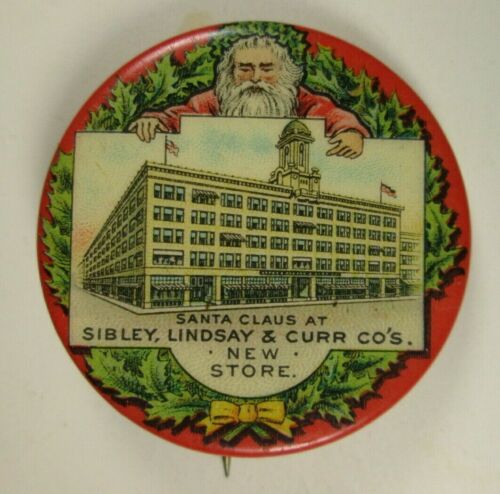 SANTA CLAUS AT
SIBLEY, LINDSAY & CURR CO'S.
· NEW ·
STORE.